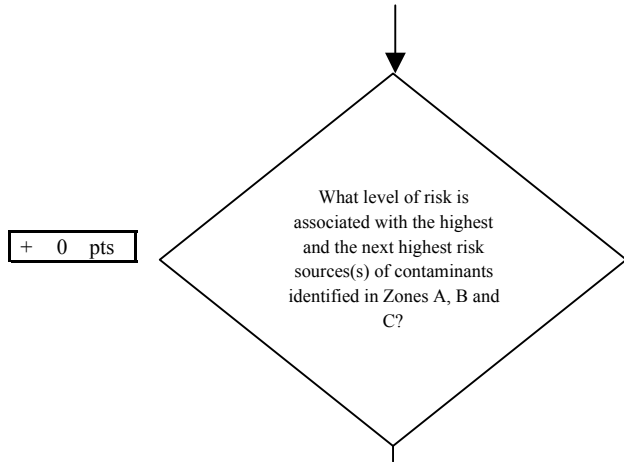 What level of risk is
associated with the highest
and the next highest risk
sources(s) of contaminants
identified in Zones A, B and
C?
+ 0 pts